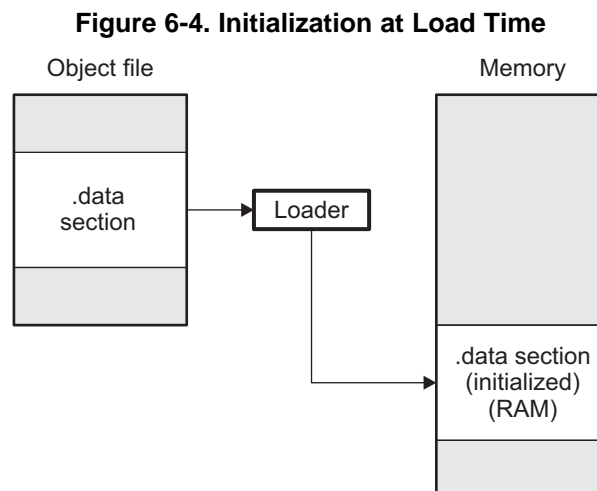 Figure 6-4. Initialization at Load Time
Object file
Memory
.data
section
Loader
.data section
(initialized)
(RAM)